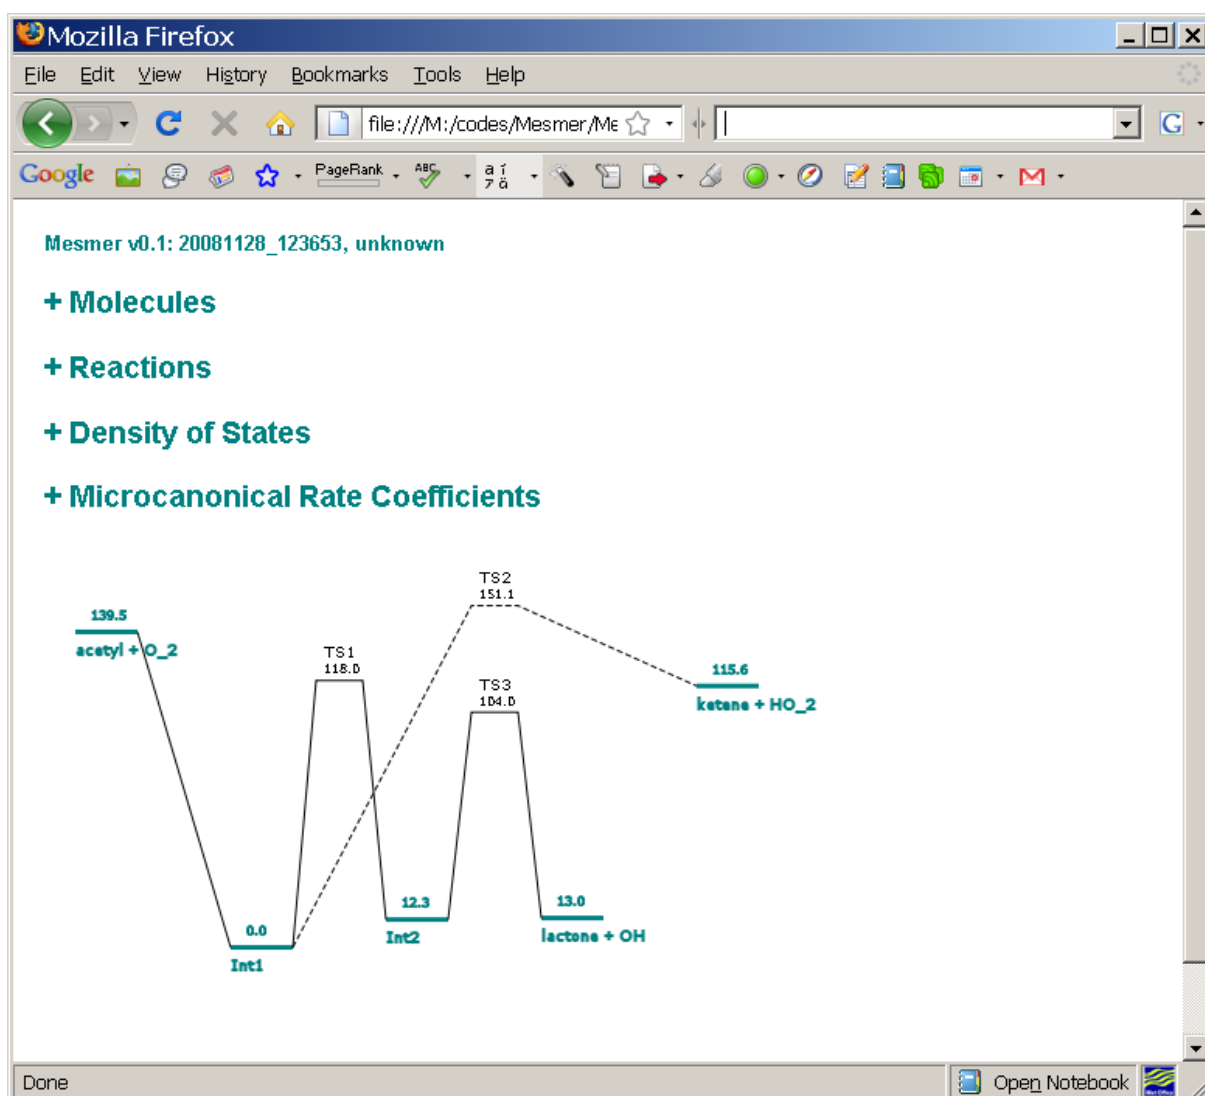 Mozilla Firefox
File Edit View History Bookmarks Tools Help
file:///M:/codes/Mesmer/Me
G
Google PageRank ABC
Mesmer v0.1: 20081128_123653, unknown
+ Molecules
+ Reactions
+ Density of States
+ Microcanonical Rate Coefficients
TS2
151.1
139.5
acetyl + O_2
TS1
118.0
115.6
ketene + HO_2
TS3
104.0
12.3
Int2
13.0
lactone + OH
0.0
Int1
Done
Open Notebook